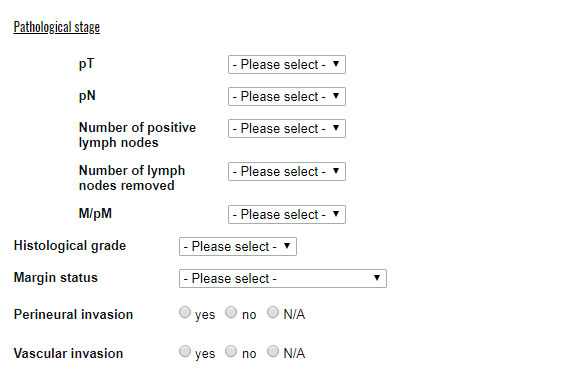 Pathological stage
pT - Please select -
pN - Please select -
Number of positive
lymph nodes - Please select -
Number of lymph
nodes removed - Please select -
M/pM - Please select -
Histological grade - Please select -
Margin status - Please select -
Perineural invasion yes no N/A
Vascular invasion yes no N/A